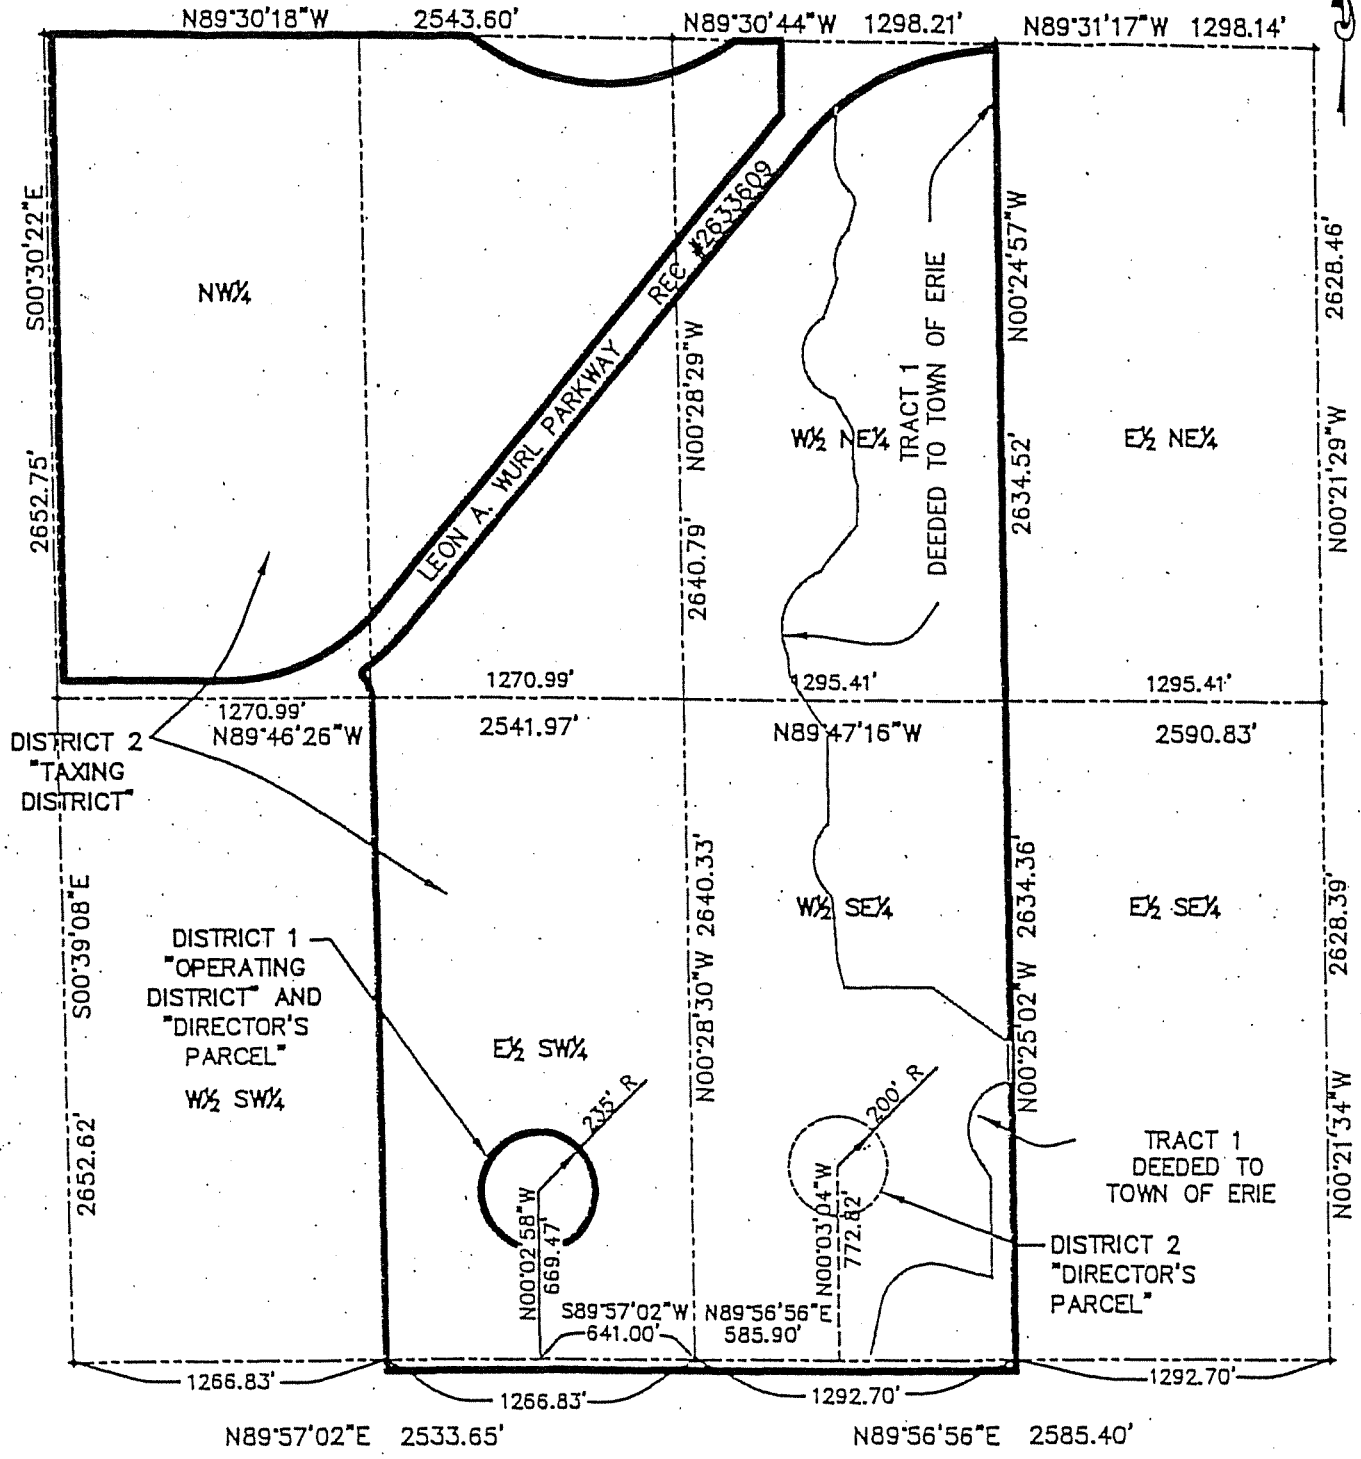 N89°30'18"W 2543.60'
N89°30'44"W 1298.21'
N89°31'17"W 1298.14'
S00°30'22"E
2652.75'
NW¼
LEON A. WURL PARKWAY REC #2633609
N00°28'29"W
2640.79'
W½ NE¼
TRACT 1
DEEDED TO TOWN OF ERIE
N00°24'57"W
2634.52'
E½ NE¼
2628.46'
N00°21'29"W
1270.99'
1295.41'
1295.41'
1270.99'
N89°46'26"W
2541.97'
N89°47'16"W
2590.83'
DISTRICT 2
"TAXING
DISTRICT"
S00°39'08"E
2652.62'
DISTRICT 1
"OPERATING
DISTRICT" AND
"DIRECTOR'S
PARCEL"
W½ SW¼
E½ SW¼
N00°28'30"W 2640.33'
W½ SE¼
N00°25'02"W 2634.36'
E½ SE¼
2628.39'
N00°21'34"W
235' R
200' R
N00°02'58"W
669.47'
N00°03'04"W
772.82'
TRACT 1
DEEDED TO
TOWN OF ERIE
DISTRICT 2
"DIRECTOR'S
PARCEL"
S89°57'02"W
641.00'
N89°56'56"E
585.90'
1266.83'
1266.83'
1292.70'
1292.70'
N89°57'02"E 2533.65'
N89°56'56"E 2585.40'